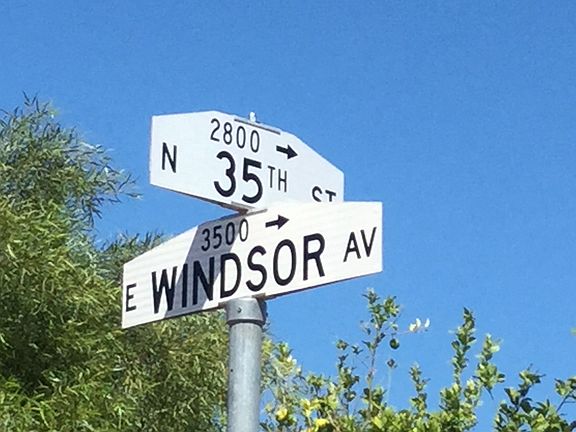 2800 →
N 35TH ST
3500 →
E WINDSOR AV